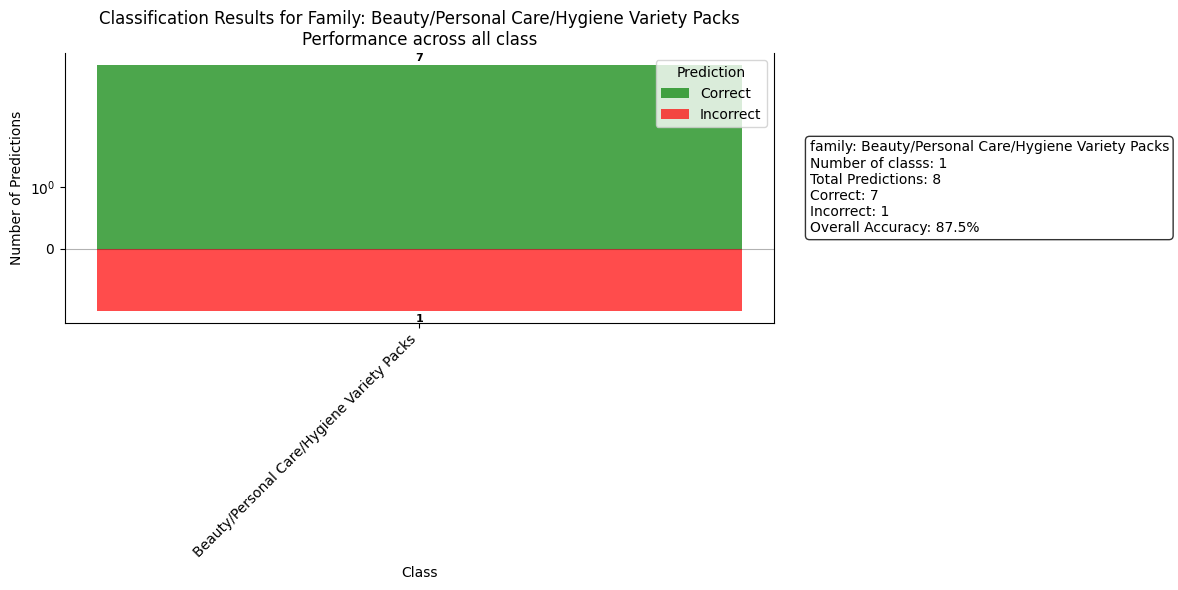 Classification Results for Family: Beauty/Personal Care/Hygiene Variety Packs
Performance across all class
7
Prediction
Correct
Incorrect
Number of Predictions
10⁰
0
1
Beauty/Personal Care/Hygiene Variety Packs
Class
family: Beauty/Personal Care/Hygiene Variety Packs
Number of classs: 1
Total Predictions: 8
Correct: 7
Incorrect: 1
Overall Accuracy: 87.5%